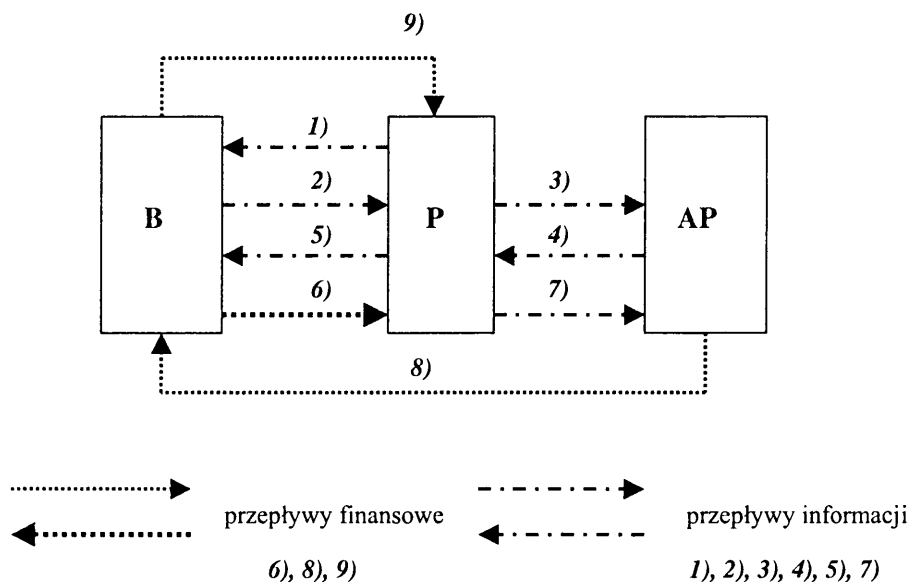 9)
1)
2)
3)
B
P
AP
5)
4)
6)
7)
8)
przepływy finansowe
przepływy informacji
6), 8), 9)
1), 2), 3), 4), 5), 7)